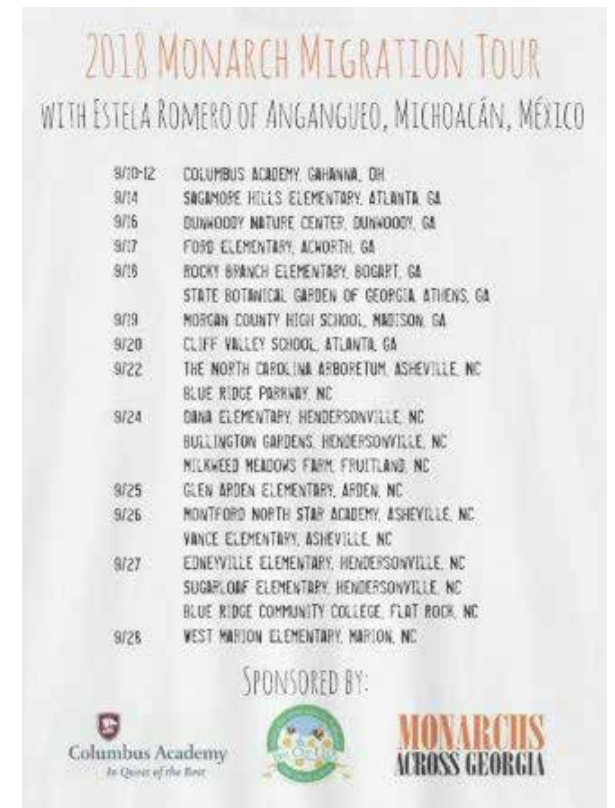 2018 MONARCH MIGRATION TOUR
WITH ESTELA ROMERO OF ANGANGUEO, MICHOACÁN, MÉXICO
9/10-12 COLUMBUS ACADEMY, GAHANNA, OH
9/14 SAGAMORE HILLS ELEMENTARY, ATLANTA, GA
9/16 DUNWOODY NATURE CENTER, DUNWOODY, GA
9/17 FORD ELEMENTARY, ACWORTH, GA
9/18 ROCKY BRANCH ELEMENTARY, BOGART, GA
STATE BOTANICAL GARDEN OF GEORGIA, ATHENS, GA
9/19 MORGAN COUNTY HIGH SCHOOL, MADISON, GA
9/20 CLIFF VALLEY SCHOOL, ATLANTA, GA
9/22 THE NORTH CAROLINA ARBORETUM, ASHEVILLE, NC
BLUE RIDGE PARKWAY, NC
9/24 DANA ELEMENTARY, HENDERSONVILLE, NC
BULLINGTON GARDENS, HENDERSONVILLE, NC
MILKWEED MEADOWS FARM, FRUITLAND, NC
9/25 GLEN ARDEN ELEMENTARY, ARDEN, NC
9/26 MONTFORD NORTH STAR ACADEMY, ASHEVILLE, NC
VANCE ELEMENTARY, ASHEVILLE, NC
9/27 EDNEYVILLE ELEMENTARY, HENDERSONVILLE, NC
SUGARLOAF ELEMENTARY, HENDERSONVILLE, NC
BLUE RIDGE COMMUNITY COLLEGE, FLAT ROCK, NC
9/28 WEST MARION ELEMENTARY, MARION, NC
SPONSORED BY:
Columbus Academy
In Quest of the Best
MONARCHS
ACROSS GEORGIA